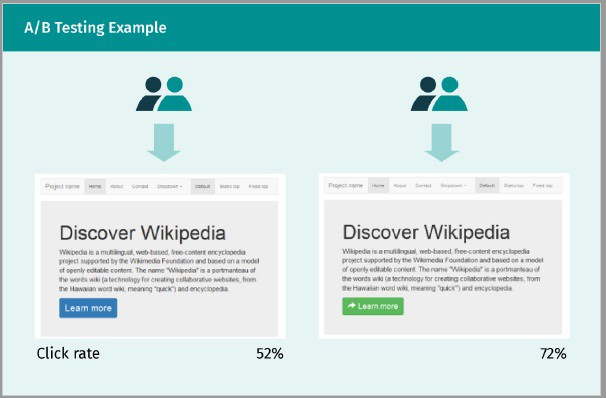 A/B Testing Example
Project name Home About Contact Dropdown Default Static top Fixed top
Discover Wikipedia
Wikipedia is a multilingual, web-based, free-content encyclopedia
project supported by the Wikimedia Foundation and based on a model
of openly editable content. The name "Wikipedia" is a portmanteau of
the words wiki (a technology for creating collaborative websites, from
the Hawaiian word wiki, meaning "quick") and encyclopedia.
Learn more
Project name Home About Contact Dropdown Default Static top Fixed top
Discover Wikipedia
Wikipedia is a multilingual, web-based, free-content encyclopedia
project supported by the Wikimedia Foundation and based on a model
of openly editable content. The name "Wikipedia" is a portmanteau of
the words wiki (a technology for creating collaborative websites, from
the Hawaiian word wiki, meaning "quick") and encyclopedia.
Learn more
Click rate 52% 72%